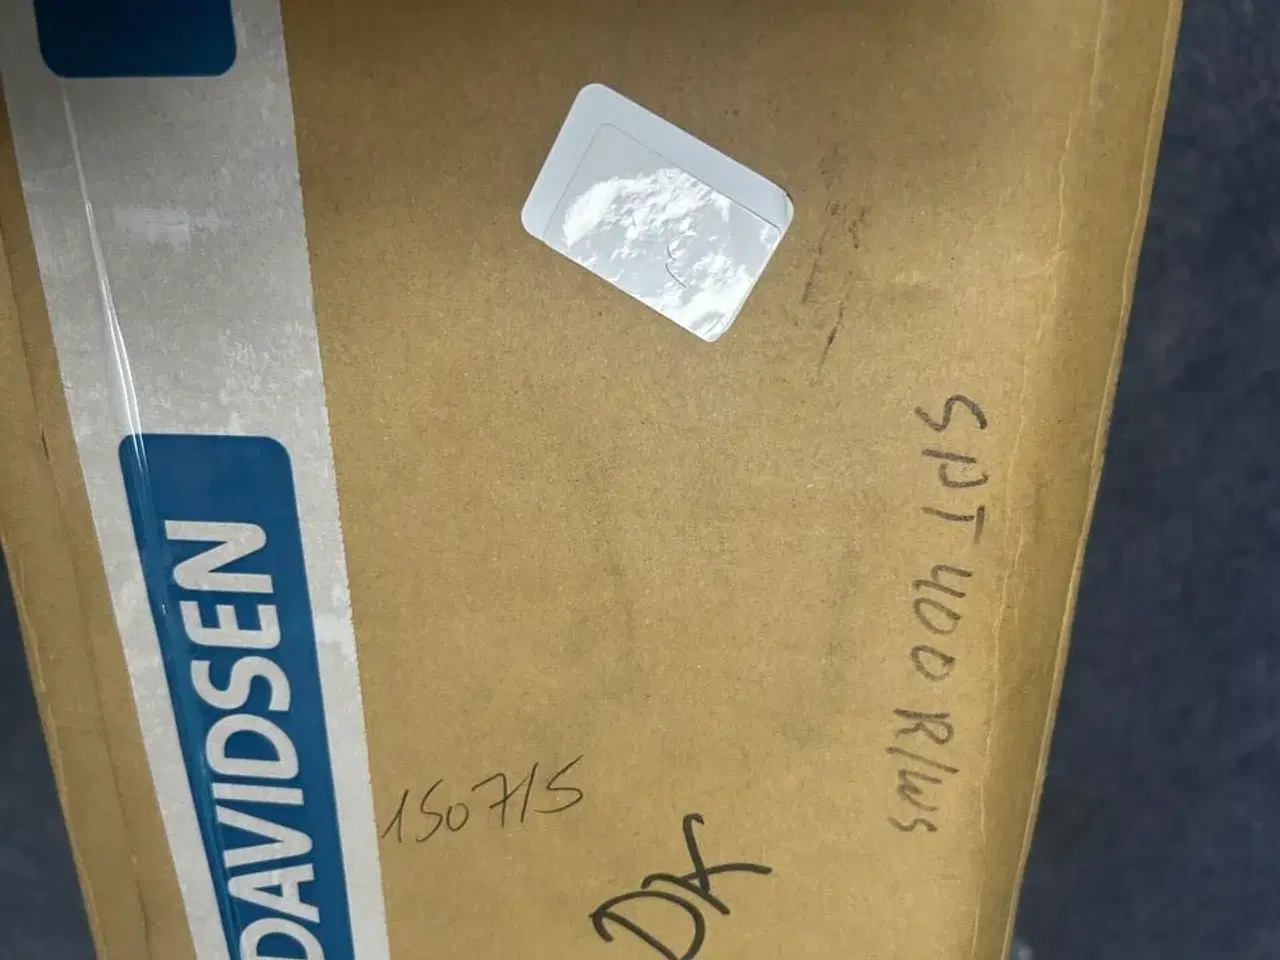 DAVIDSEN
SPT 400 R/WS
150715
DK